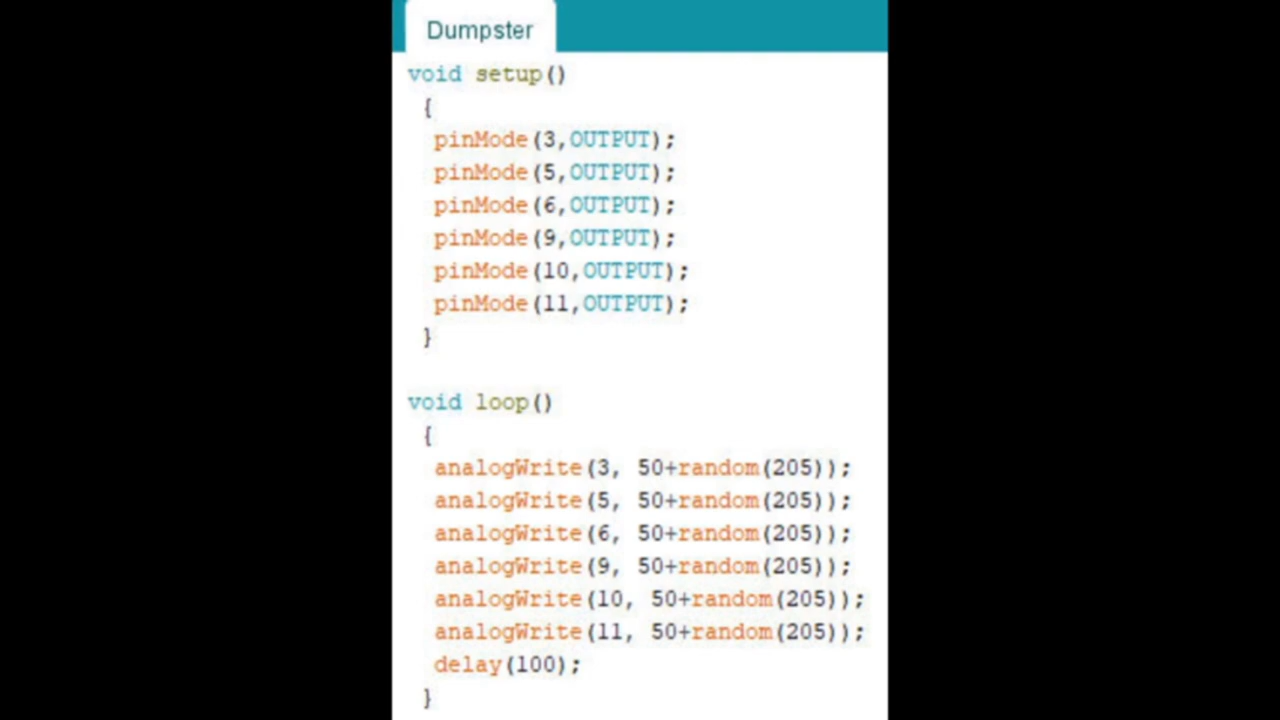 Dumpster
void setup()
{
pinMode(3,OUTPUT);
pinMode(5,OUTPUT);
pinMode(6,OUTPUT);
pinMode(9,OUTPUT);
pinMode(10,OUTPUT);
pinMode(11,OUTPUT);
}
void loop()
{
analogWrite(3, 50+random(205));
analogWrite(5, 50+random(205));
analogWrite(6, 50+random(205));
analogWrite(9, 50+random(205));
analogWrite(10, 50+random(205));
analogWrite(11, 50+random(205));
delay(100);
}